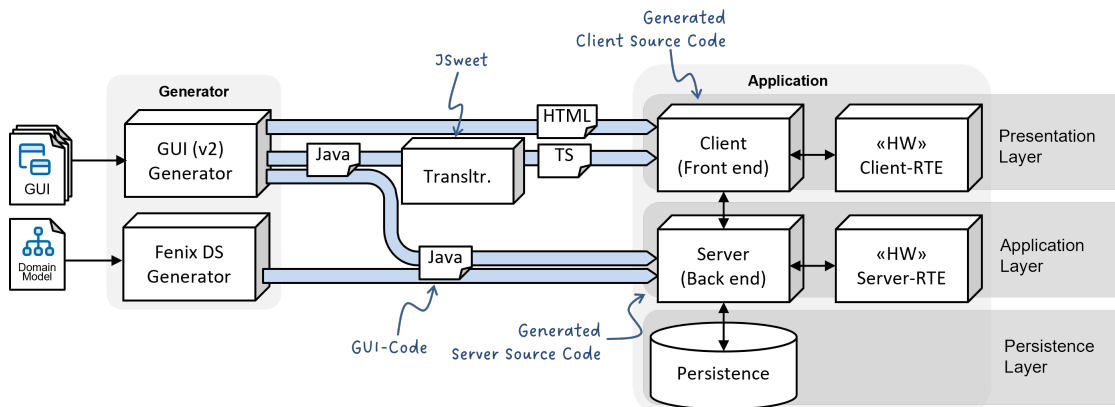 Generated
Client Source Code
JSweet
Application
Generator
HTML
GUI (v2)
Generator
Java
Transltr.
TS
Client
(Front end)
«HW»
Client-RTE
Presentation
Layer
GUI
Domain
Model
Fenix DS
Generator
Java
Server
(Back end)
«HW»
Server-RTE
Application
Layer
GUI-Code
Generated
Server Source Code
Persistence
Persistence
Layer